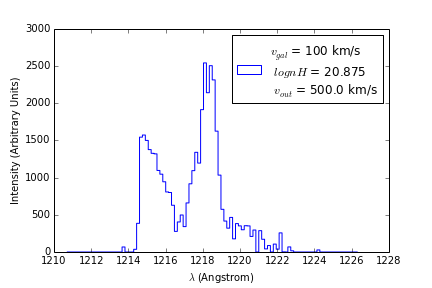 3000
2500
2000
1500
1000
500
0
Intensity (Arbitrary Units)
v_gal = 100 km/s
lognH = 20.875
v_out = 500.0 km/s
1210 1212 1214 1216 1218 1220 1222 1224 1226 1228
λ (Angstrom)